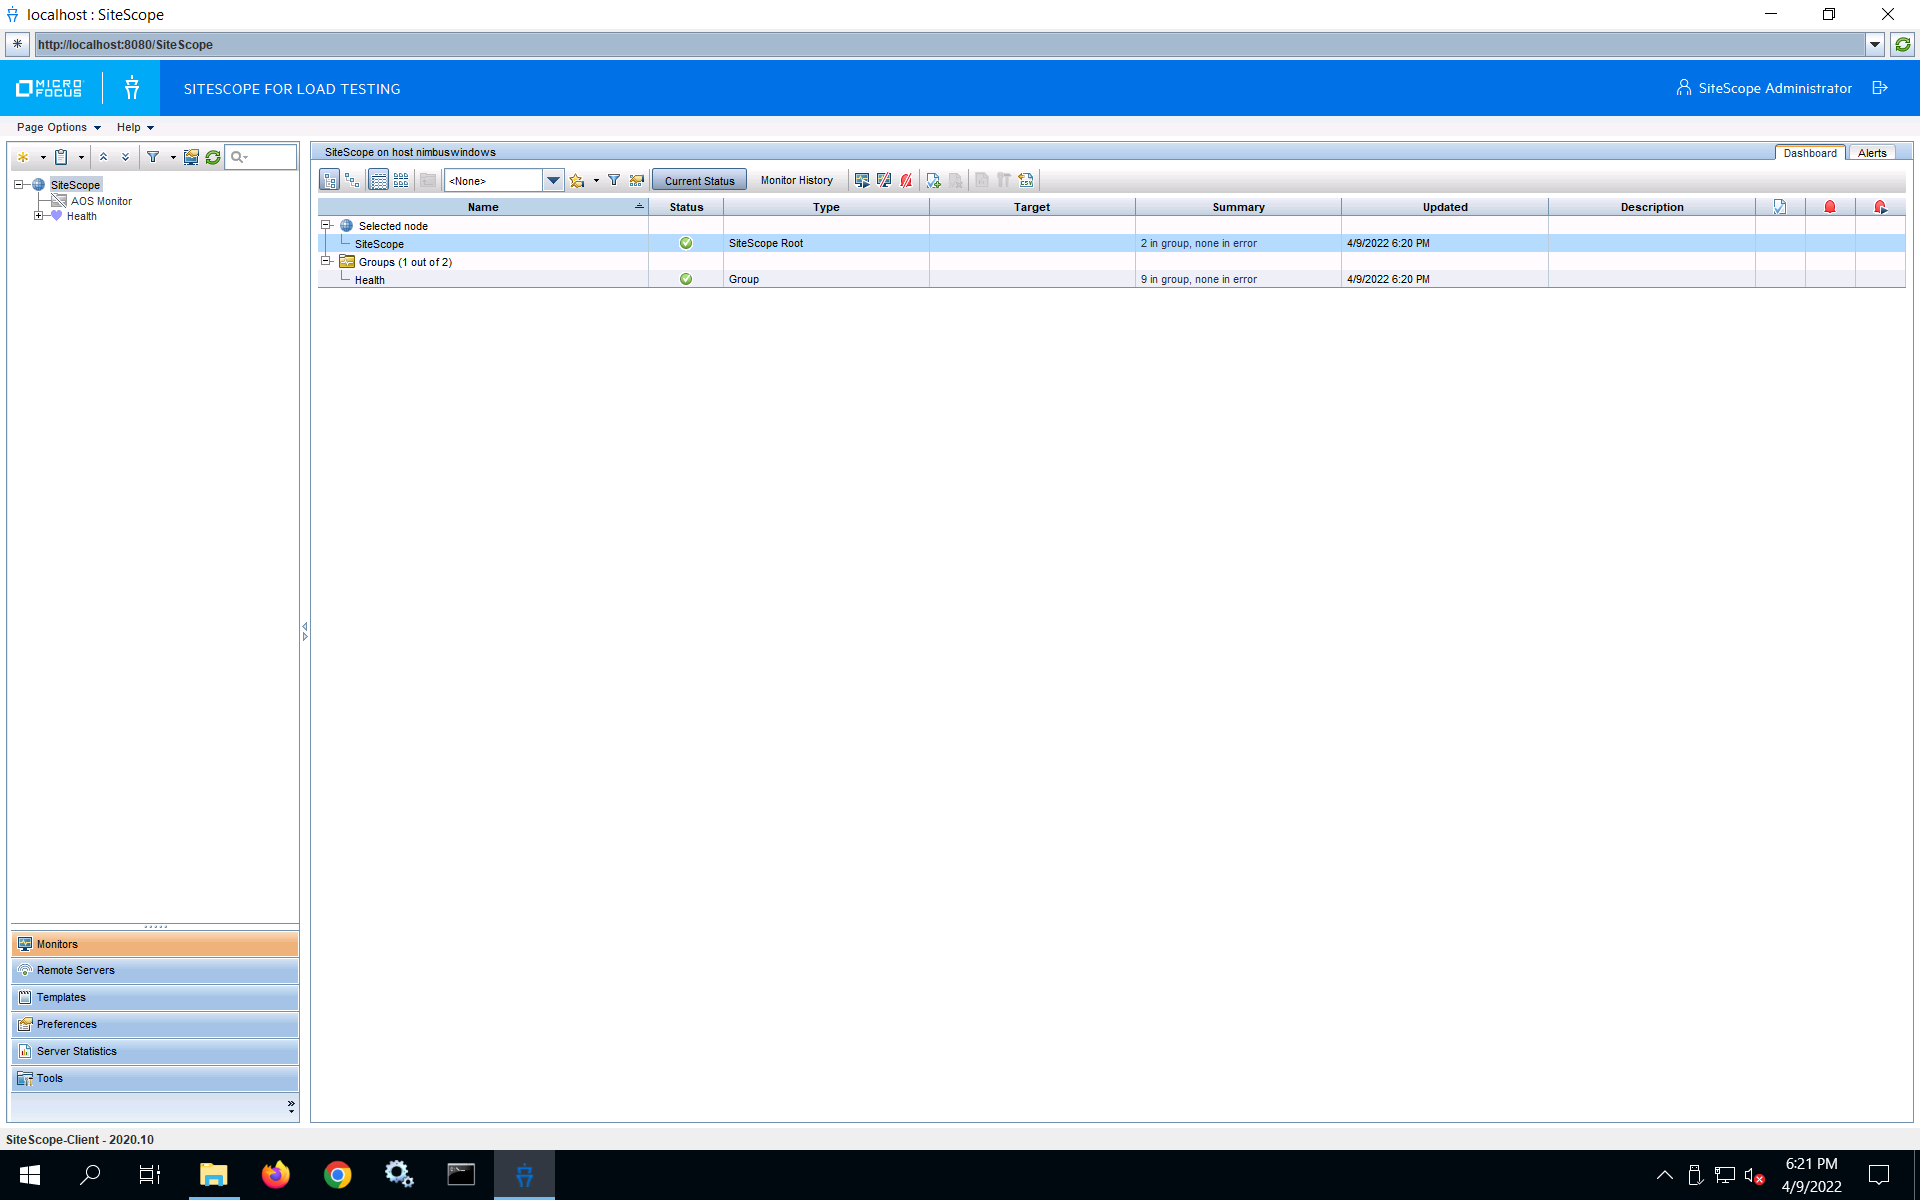 localhost : SiteScope
http://localhost:8080/SiteScope
MICRO FOCUS
SITESCOPE FOR LOAD TESTING
SiteScope Administrator
Page Options
Help
SiteScope
AOS Monitor
Health
SiteScope on host nimbuswindows
Dashboard
Alerts
<None>
Current Status
Monitor History
CSV
Name Status Type Target Summary Updated Description
Selected node
SiteScope SiteScope Root 2 in group, none in error 4/9/2022 6:20 PM
Groups (1 out of 2)
Health Group 9 in group, none in error 4/9/2022 6:20 PM
Monitors
Remote Servers
Templates
Preferences
Server Statistics
Tools
SiteScope-Client - 2020.10
6:21 PM
4/9/2022